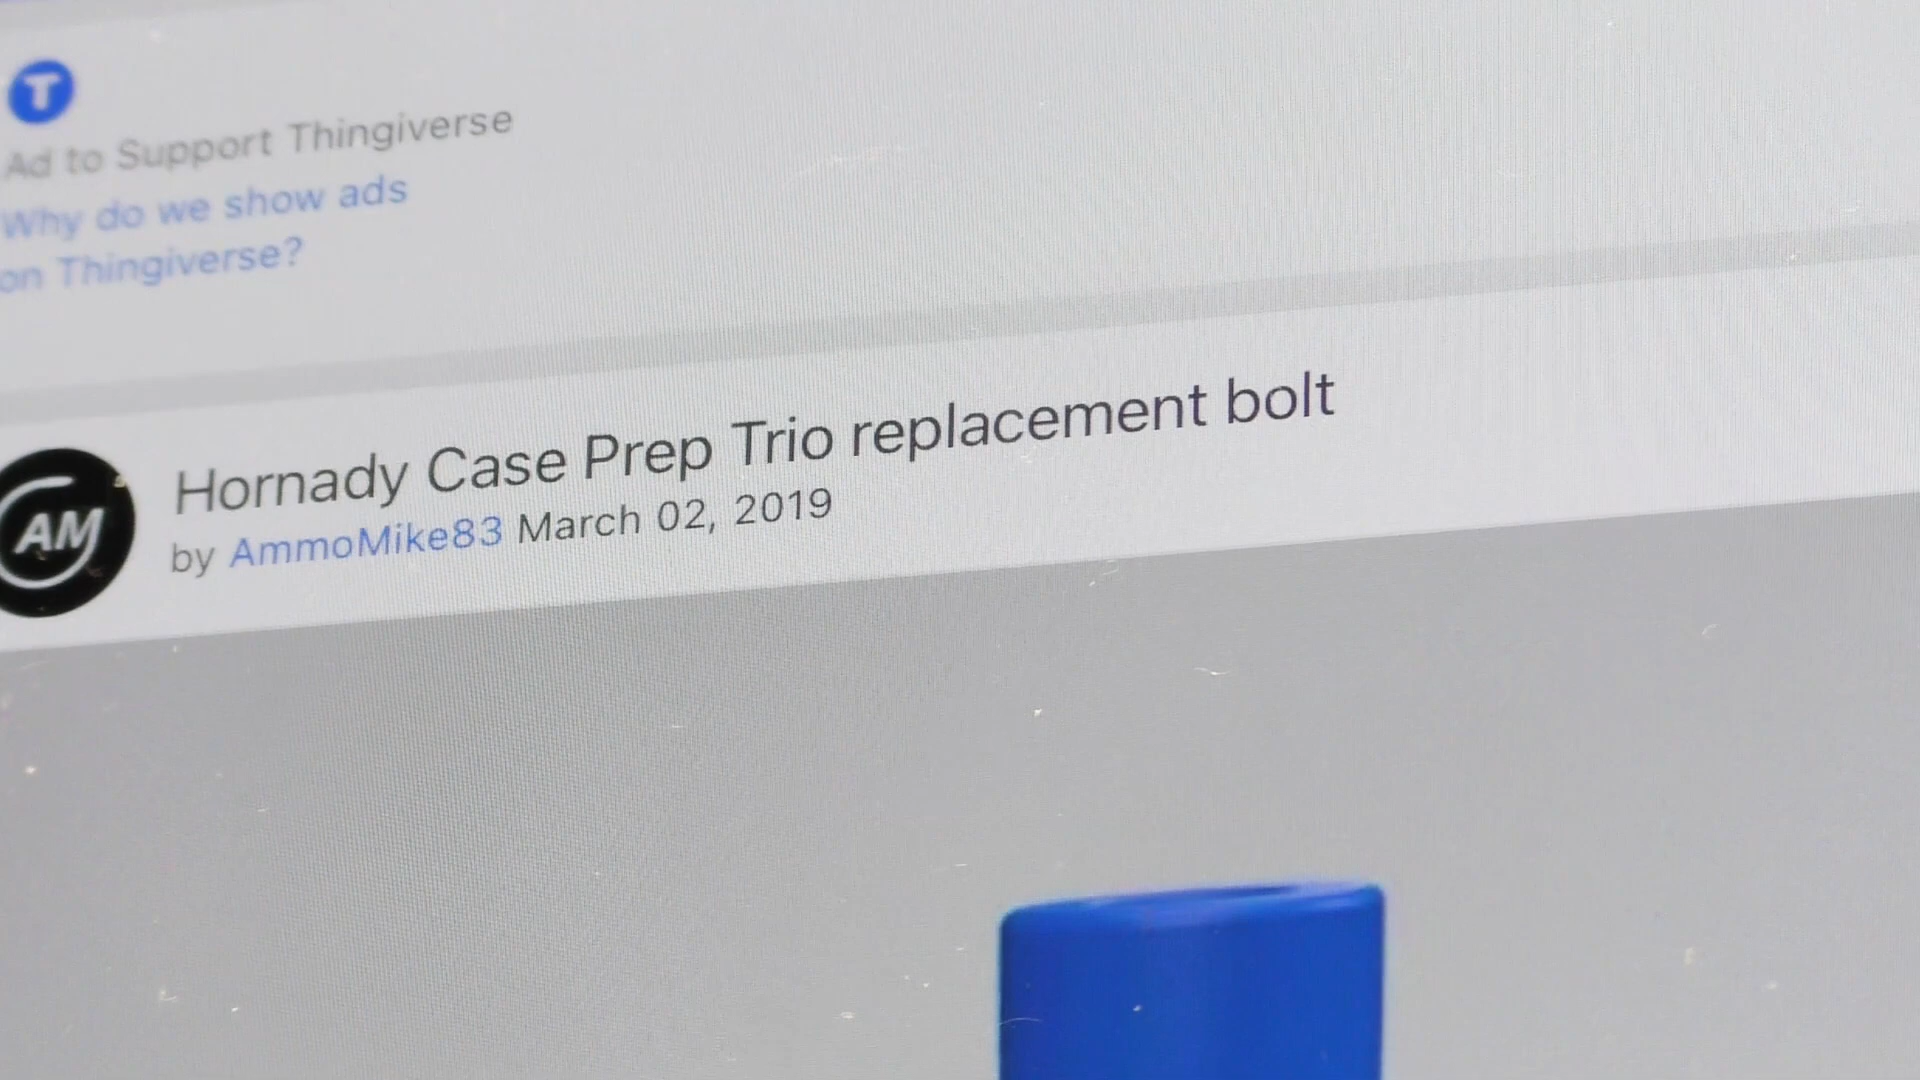 T
Ad to Support Thingiverse
Why do we show ads
on Thingiverse?
Hornady Case Prep Trio replacement bolt
AM
by AmmoMike83 March 02, 2019